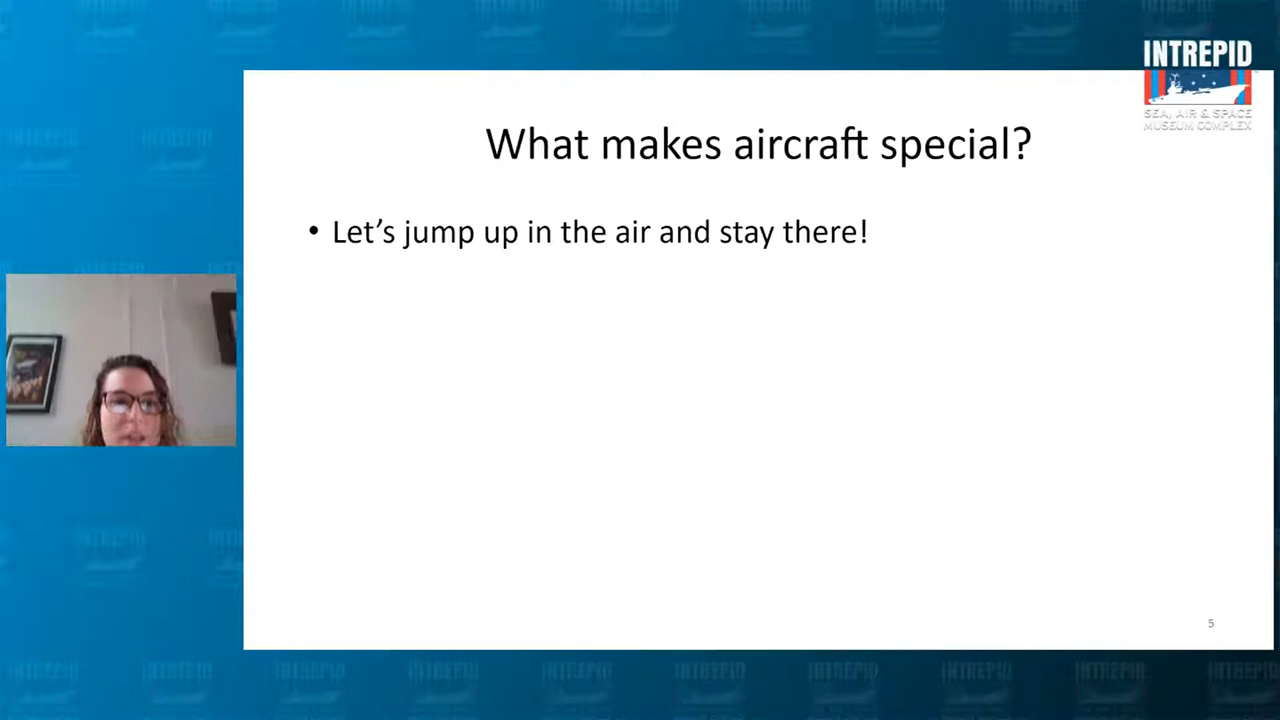 INTREPID
SEA, AIR & SPACE
MUSEUM COMPLEX
What makes aircraft special?
• Let’s jump up in the air and stay there!
5